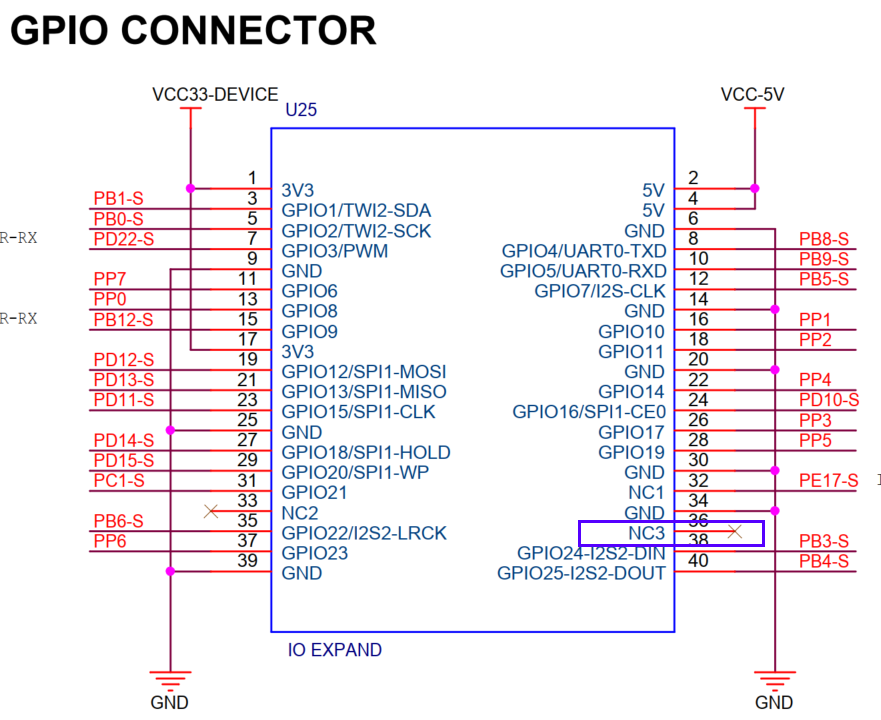 GPIO CONNECTOR
VCC33-DEVICE
VCC-5V
U25
1 3V3
PB1-S 3 GPIO1/TWI2-SDA
PB0-S 5 GPIO2/TWI2-SCK
R-RX PD22-S 7 GPIO3/PWM
9 GND
PP7 11 GPIO6
PP0 13 GPIO8
R-RX PB12-S 15 GPIO9
17 3V3
PD12-S 19 GPIO12/SPI1-MOSI
PD13-S 21 GPIO13/SPI1-MISO
PD11-S 23 GPIO15/SPI1-CLK
25 GND
PD14-S 27 GPIO18/SPI1-HOLD
PD15-S 29 GPIO20/SPI1-WP
PC1-S 31 GPIO21
33 NC2
PB6-S 35 GPIO22/I2S2-LRCK
PP6 37 GPIO23
39 GND
5V 2
5V 4
GND 6
GPIO4/UART0-TXD 8 PB8-S
GPIO5/UART0-RXD 10 PB9-S
GPIO7/I2S-CLK 12 PB5-S
GND 14
GPIO10 16 PP1
GPIO11 18 PP2
GND 20
GPIO14 22 PP4
GPIO16/SPI1-CE0 24 PD10-S
GPIO17 26 PP3
GPIO19 28 PP5
GND 30
NC1 32 PE17-S
GND 34
NC3 36
GPIO24-I2S2-DIN 38 PB3-S
GPIO25-I2S2-DOUT 40 PB4-S
IO EXPAND
GND
GND